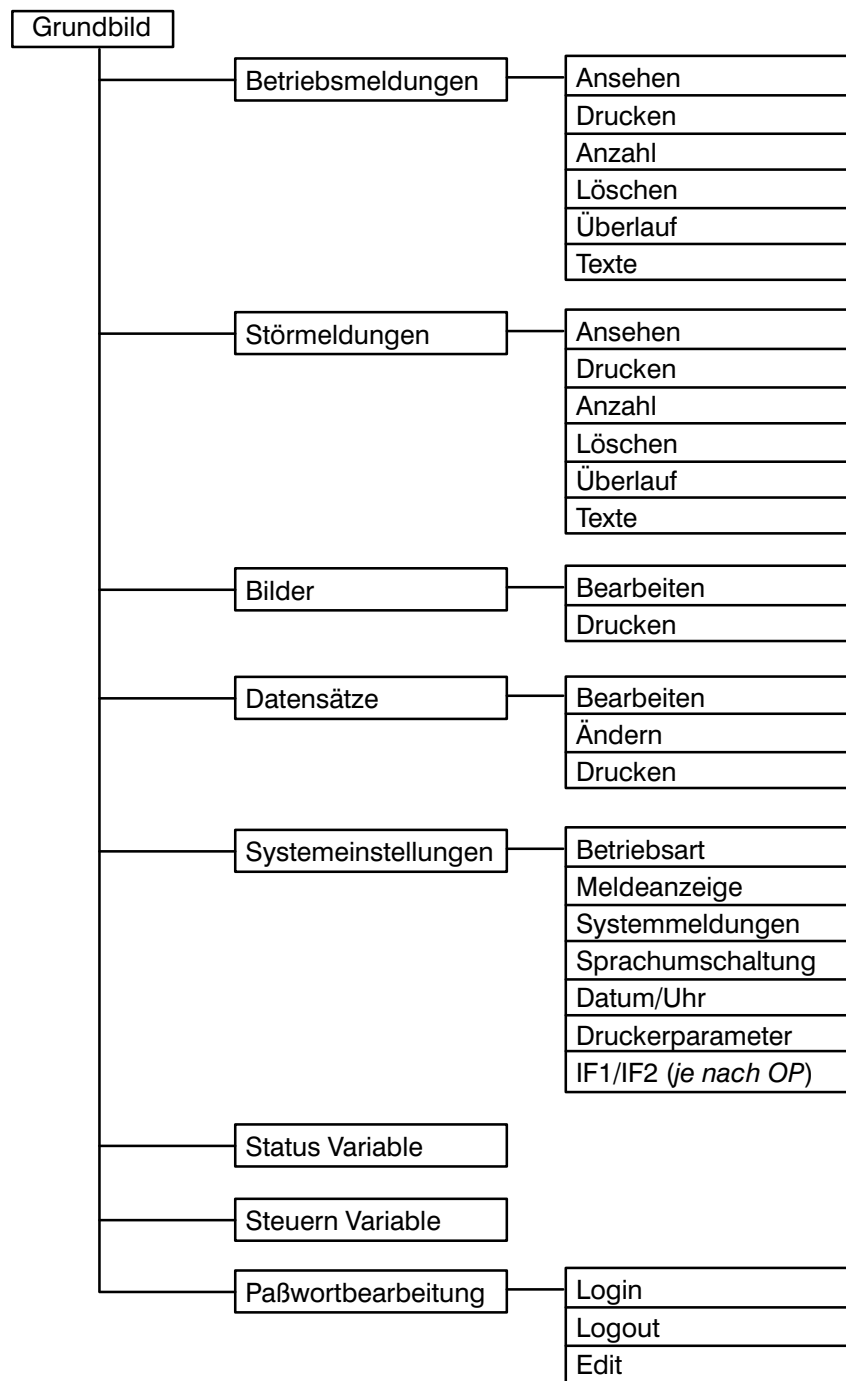 Grundbild
Betriebsmeldungen
Ansehen
Drucken
Anzahl
Löschen
Überlauf
Texte
Störmeldungen
Ansehen
Drucken
Anzahl
Löschen
Überlauf
Texte
Bilder
Bearbeiten
Drucken
Datensätze
Bearbeiten
Ändern
Drucken
Systemeinstellungen
Betriebsart
Meldeanzeige
Systemmeldungen
Sprachumschaltung
Datum/Uhr
Druckerparameter
IF1/IF2 (je nach OP)
Status Variable
Steuern Variable
Paßwortbearbeitung
Login
Logout
Edit